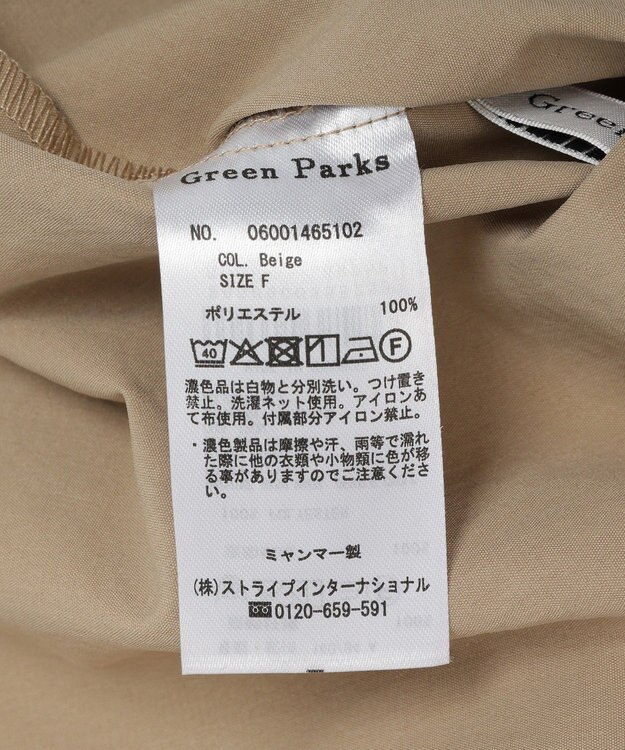 Green
Green Parks
NO. 06001465102
COL. Beige
SIZE F
ポリエステル 100%
40 F
濃色品は白物と分別洗い。つけ置き
禁止。洗濯ネット使用。アイロンあ
て布使用。付属部分アイロン禁止。
・濃色製品は摩擦や汗、雨等で濡れ
た際に他の衣類や小物類に色が移
る事がありますのでご注意くださ
い。
ミャンマー製
(株)ストライプインターナショナル
0120-659-591